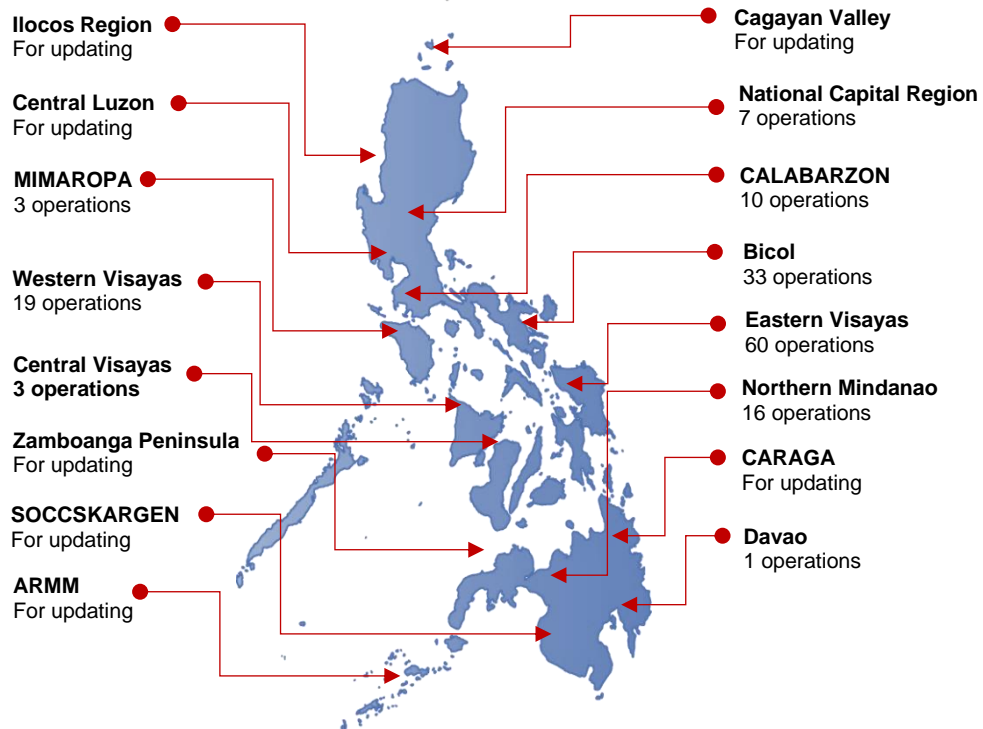 Ilocos Region
For updating
Central Luzon
For updating
MIMAROPA
3 operations
Western Visayas
19 operations
Central Visayas
3 operations
Zamboanga Peninsula
For updating
SOCCSKARGEN
For updating
ARMM
For updating
Cagayan Valley
For updating
National Capital Region
7 operations
CALABARZON
10 operations
Bicol
33 operations
Eastern Visayas
60 operations
Northern Mindanao
16 operations
CARAGA
For updating
Davao
1 operations